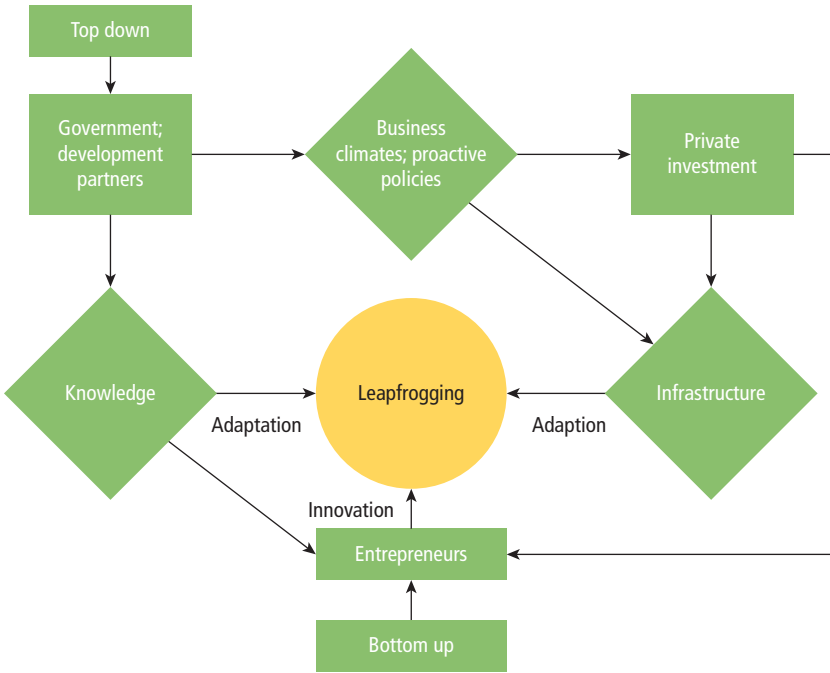 Top down
Government;
development
partners
Business
climates; proactive
policies
Private
investment
Knowledge
Leapfrogging
Infrastructure
Adaptation
Adaption
Innovation
Entrepreneurs
Bottom up